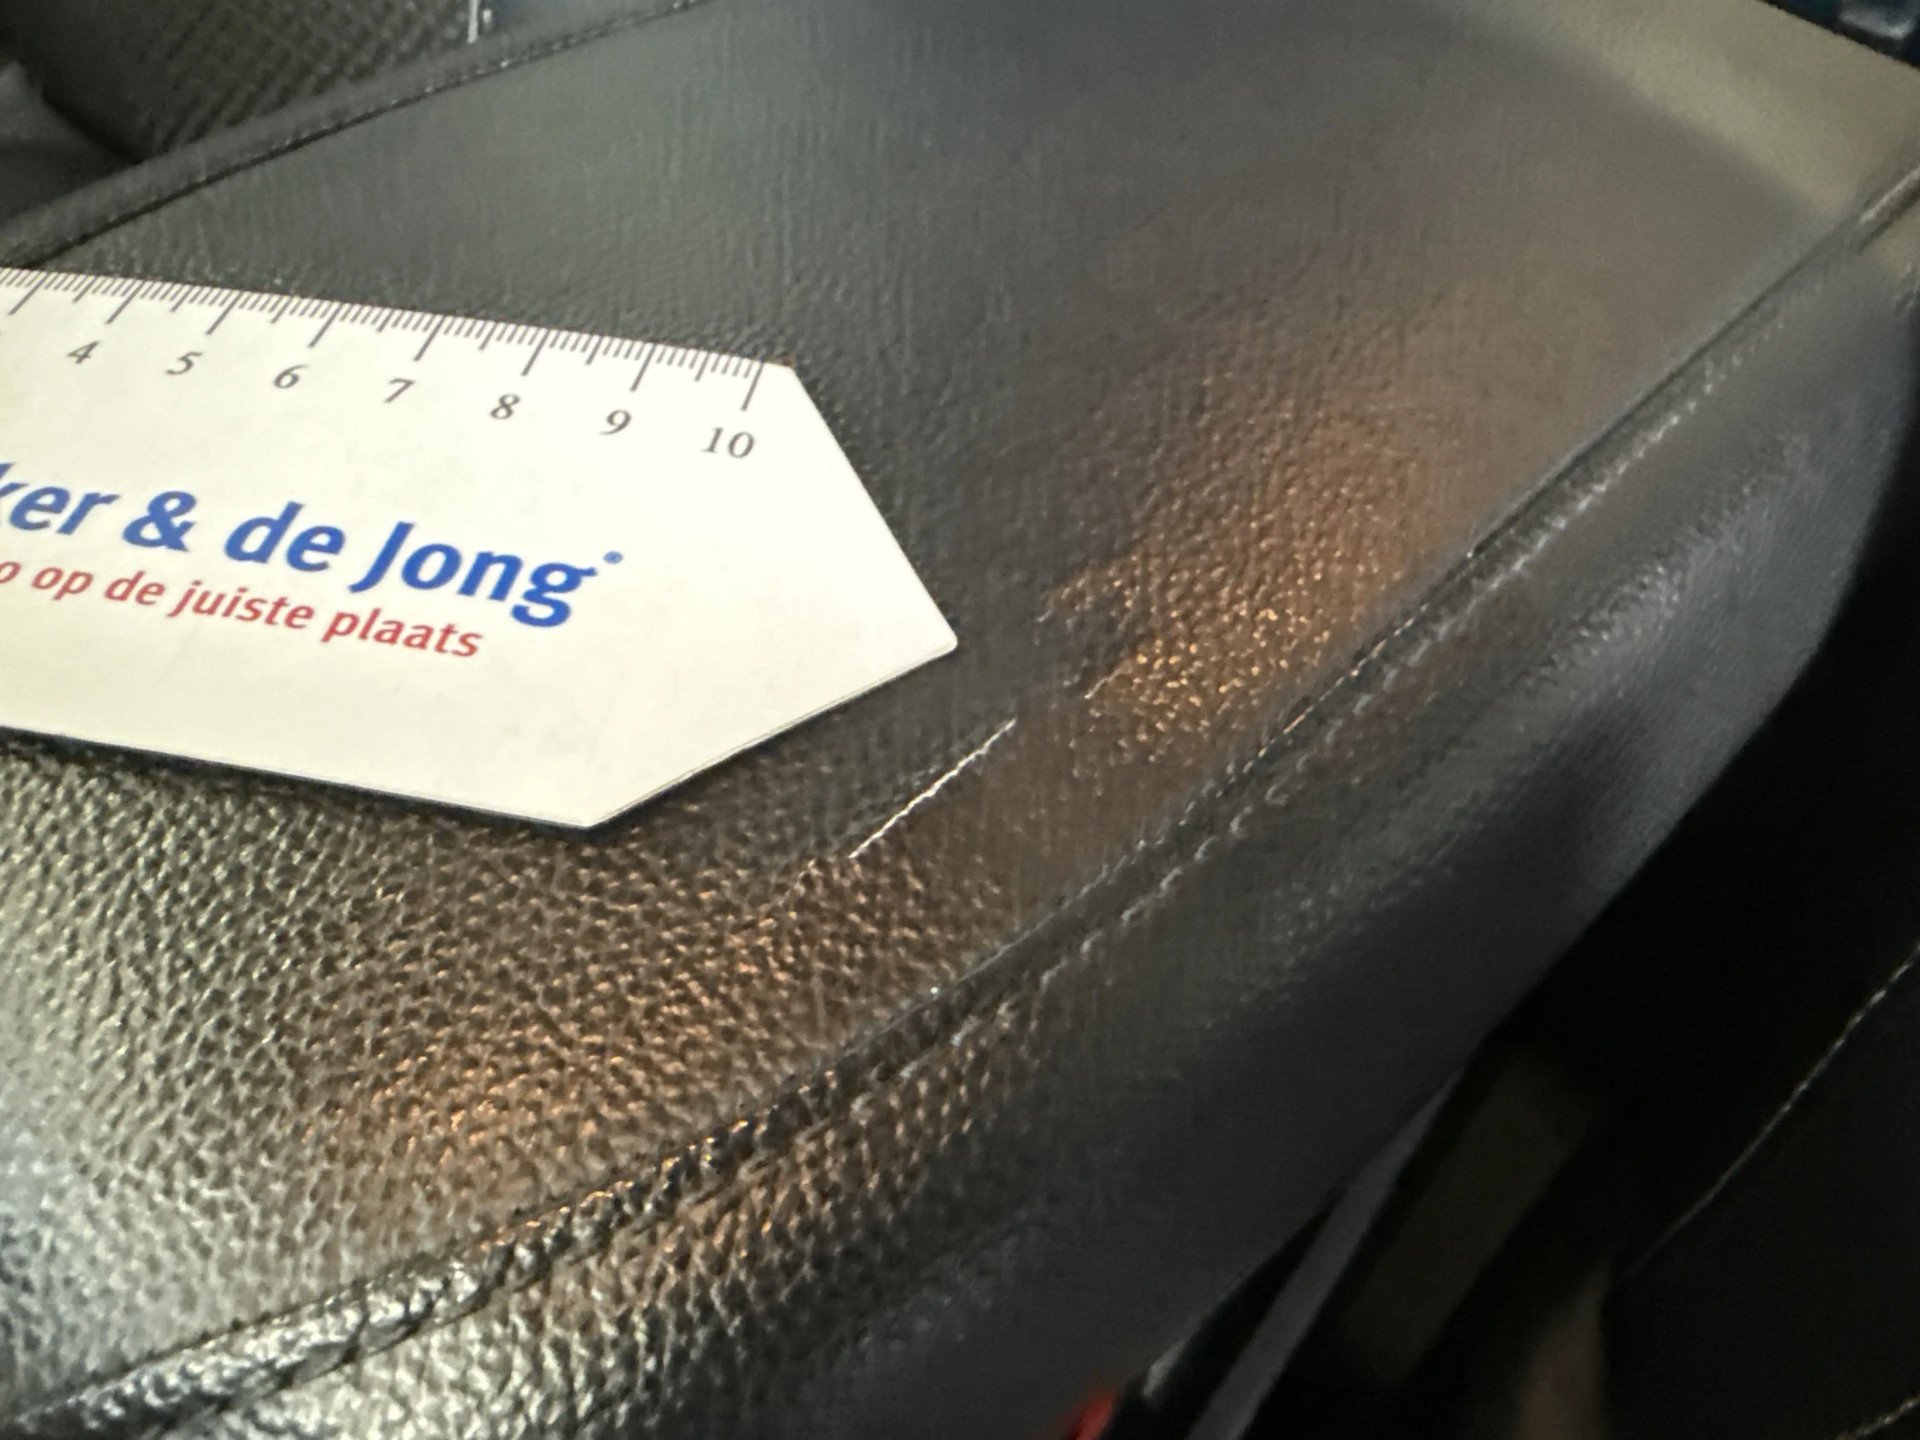 4 5 6 7 8 9 10
ker & de Jong®
o op de juiste plaats